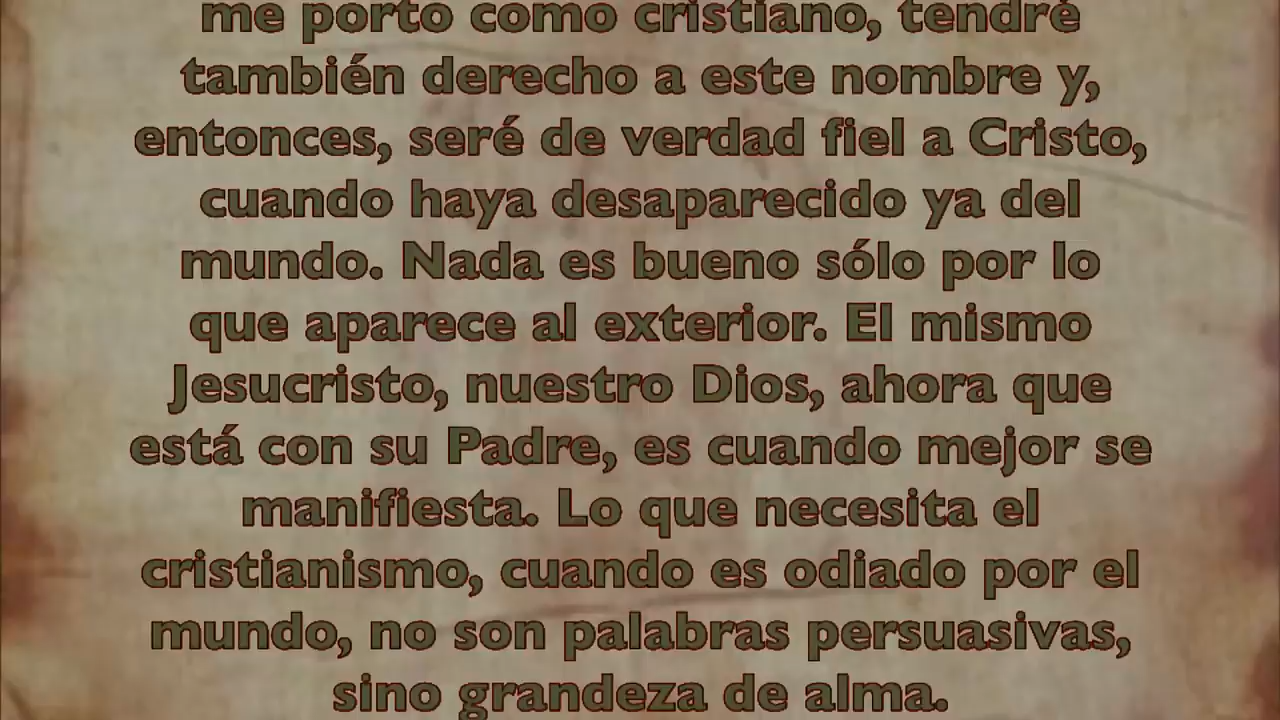 me porto como cristiano, tendré
también derecho a este nombre y,
entonces, seré de verdad fiel a Cristo,
cuando haya desaparecido ya del
mundo. Nada es bueno sólo por lo
que aparece al exterior. El mismo
Jesucristo, nuestro Dios, ahora que
está con su Padre, es cuando mejor se
manifiesta. Lo que necesita el
cristianismo, cuando es odiado por el
mundo, no son palabras persuasivas,
sino grandeza de alma.